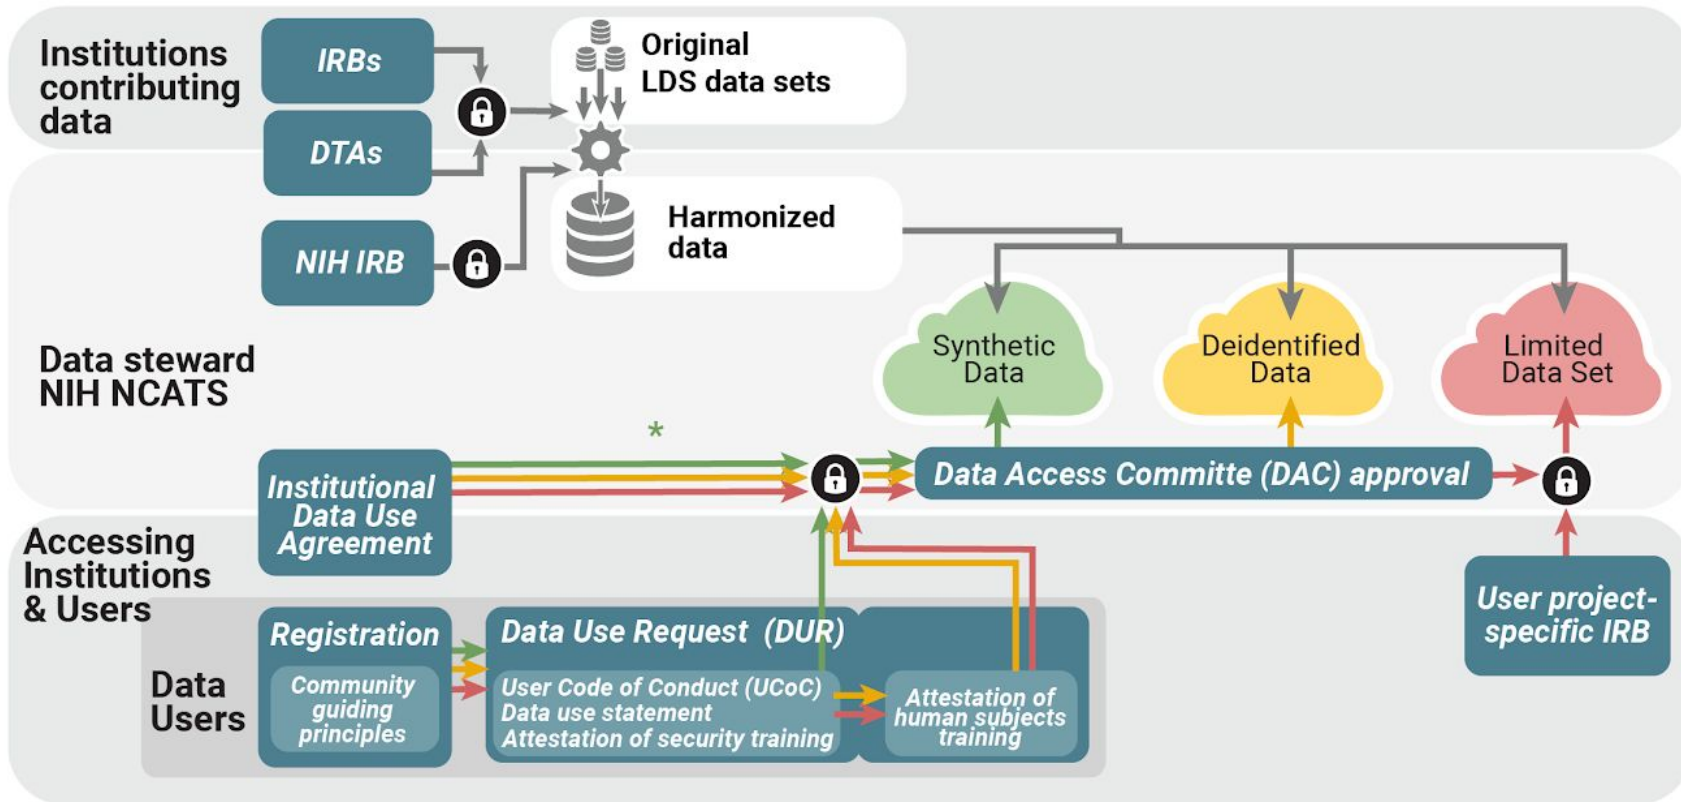 Institutions
contributing
data
IRBs
DTAs
Original
LDS data sets
Data steward
NIH NCATS
NIH IRB
Harmonized
data
Synthetic
Data
Deidentified
Data
Limited
Data Set
*
Institutional
Data Use
Agreement
Data Access Committe (DAC) approval
Accessing
Institutions
& Users
User project-
specific IRB
Data
Users
Registration
Community
guiding
principles
Data Use Request (DUR)
User Code of Conduct (UCoC)
Data use statement
Attestation of security training
Attestation of
human subjects
training